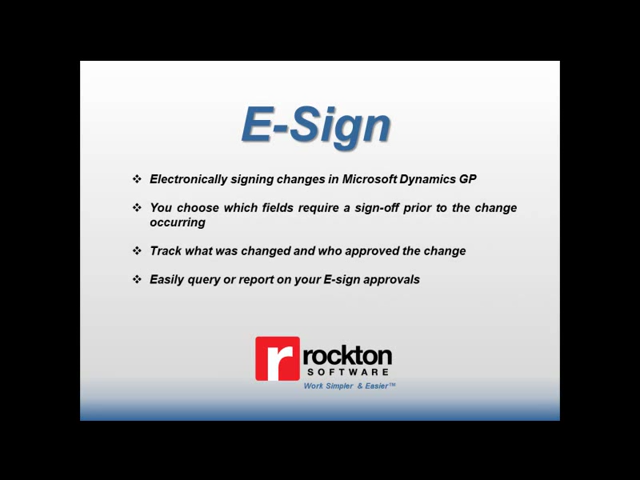 E-Sign
❖ Electronically signing changes in Microsoft Dynamics GP
❖ You choose which fields require a sign-off prior to the change
occurring
❖ Track what was changed and who approved the change
❖ Easily query or report on your E-sign approvals
r rockton
SOFTWARE
Work Simpler & Easier™